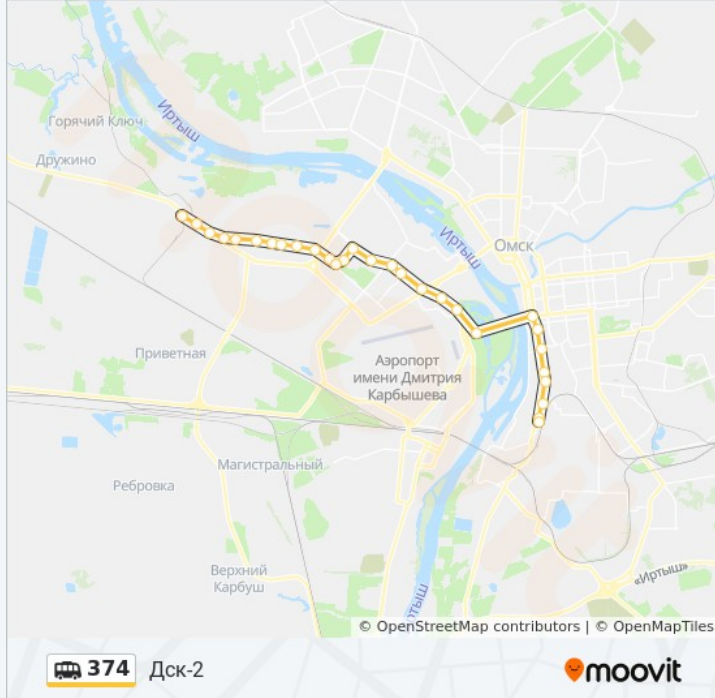 Иртыш
Горячий Ключ
Дружино
Иртыш
Омск
Приветная
Аэропорт
имени Дмитрия
Карбышева
Магистральный
Ребровка
Верхний
Карбуш
«Иртыш»
ртыш
© OpenStreetMap contributors | © OpenMapTiles
374 Дск-2
moovit